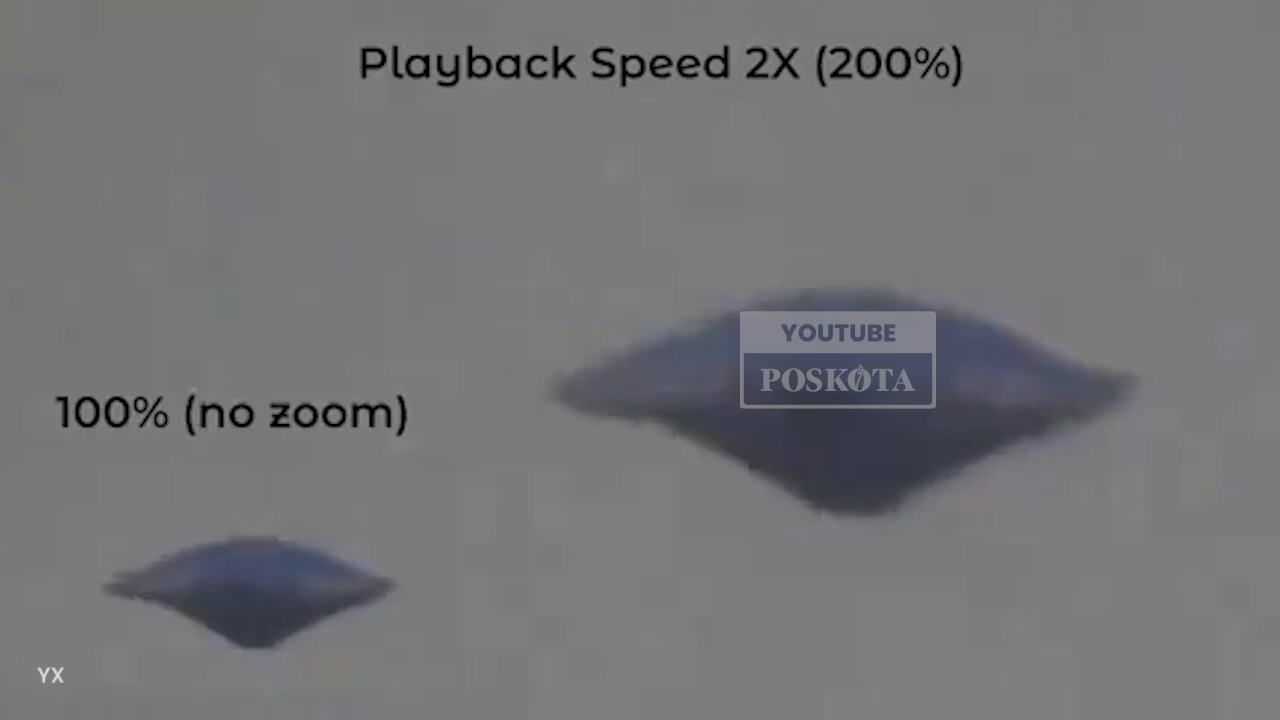 Playback Speed 2X (200%)
YOUTUBE
POSKOTA
100% (no zoom)
YX